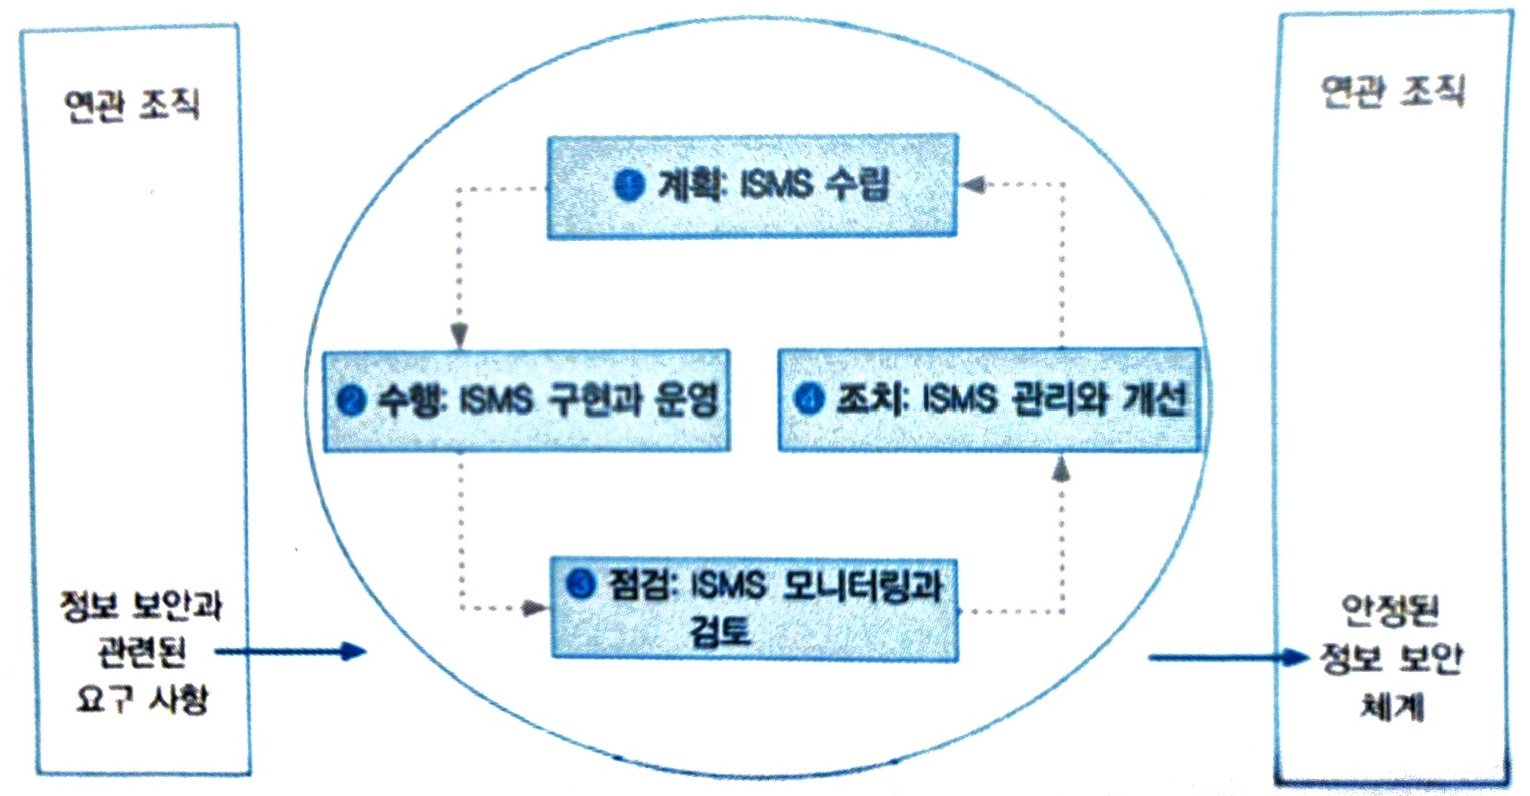 연관 조직
정보 보안과
관련된
요구 사항
❶ 계획: ISMS 수립
❷ 수행: ISMS 구현과 운영
❸ 점검: ISMS 모니터링과
검토
❹ 조치: ISMS 관리와 개선
연관 조직
안정된
정보 보안
체계